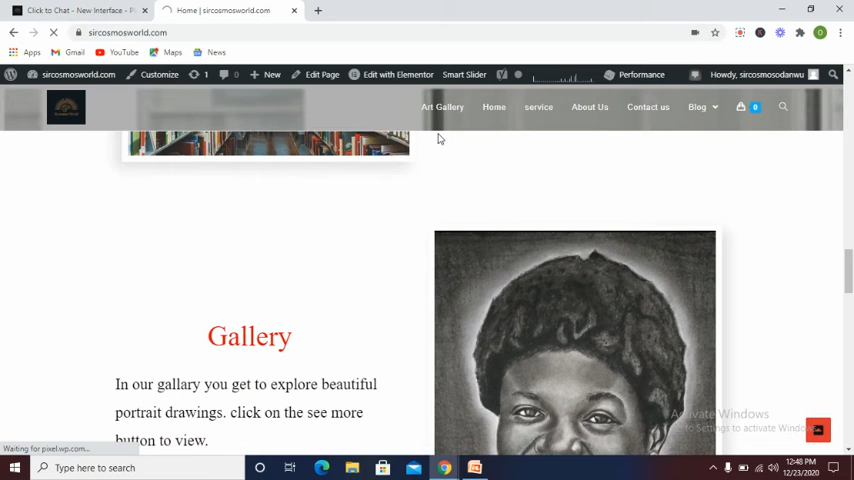 Click to Chat - New Interface - Pl
Home | sircosmosworld.com
sircosmosworld.com
Apps
Gmail
YouTube
Maps
News
sircosmosworld.com
Customize
1
0
New
Edit Page
Edit with Elementor
Smart Slider
Performance
Howdy, sircosmosodanwu
Art Gallery
Home
service
About Us
Contact us
Blog
0
Gallery
In our gallary you get to explore beautiful
portrait drawings. click on the see more
button to view.
Activate Windows
Go to Settings to activate Windows.
Waiting for pixel.wp.com...
Type here to search
12:48 PM
12/23/2020